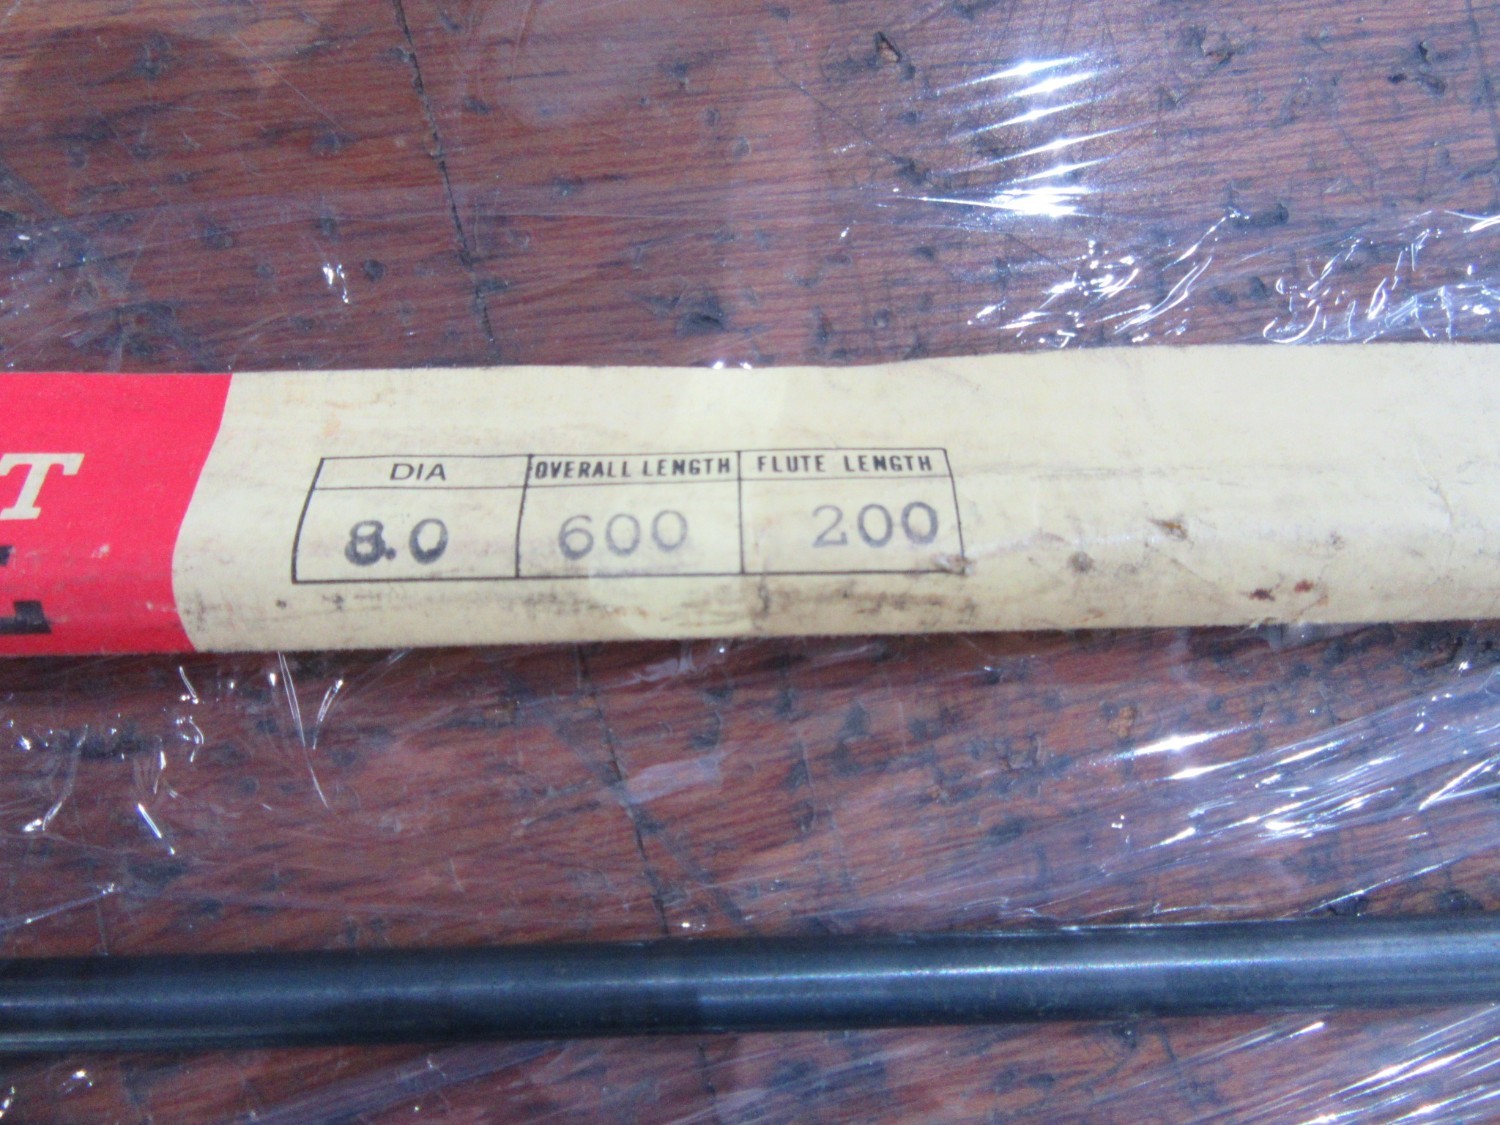 T
DIA OVERALL LENGTH FLUTE LENGTH
8.0 600 200